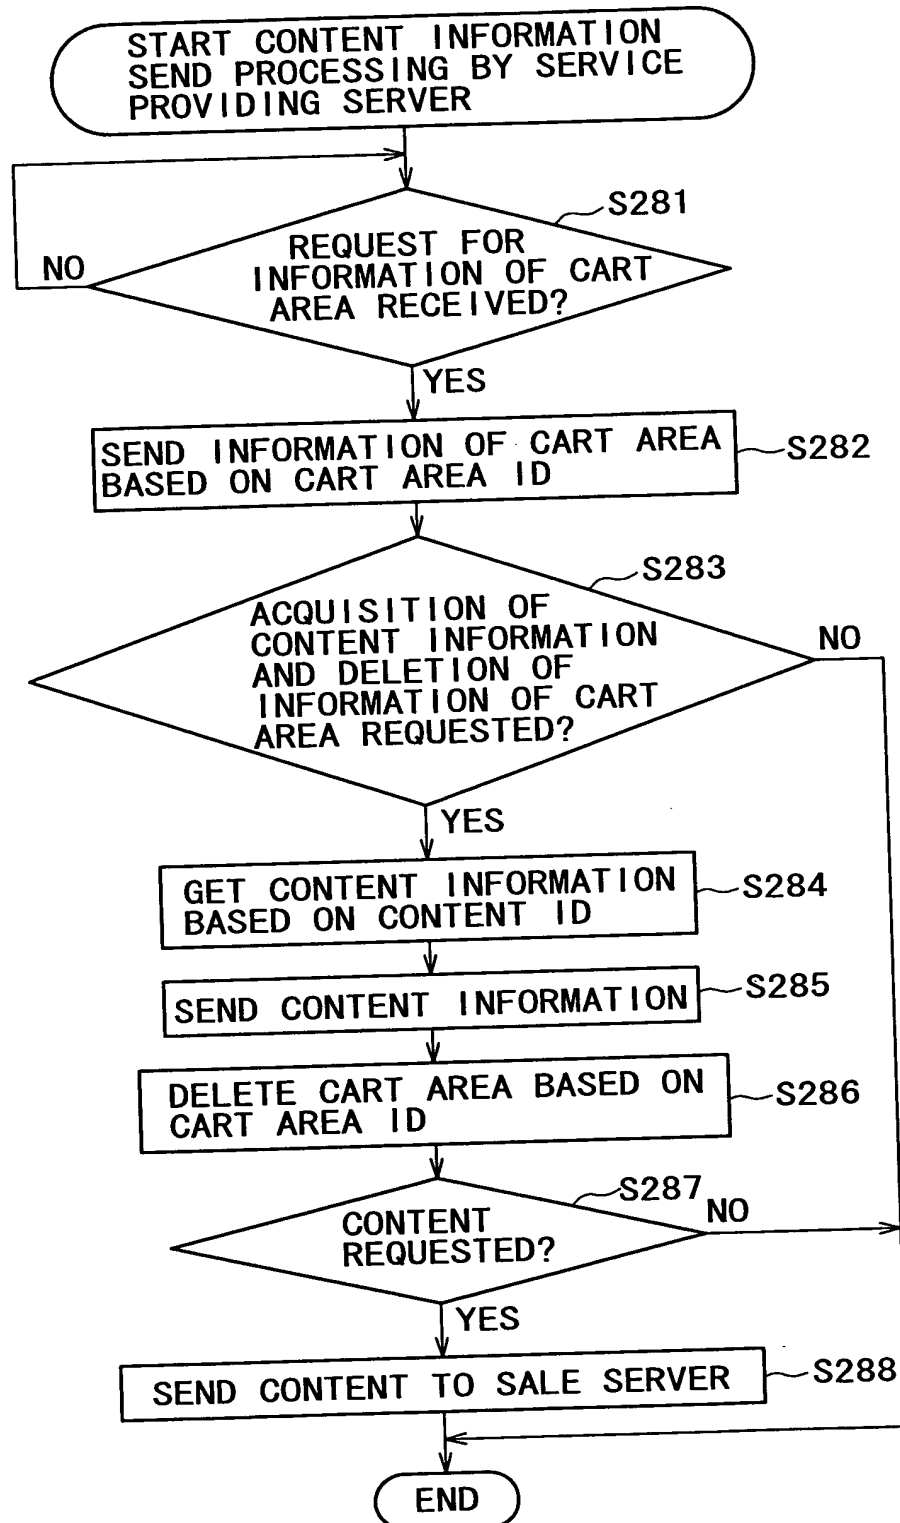 START CONTENT INFORMATION
SEND PROCESSING BY SERVICE
PROVIDING SERVER
S281
REQUEST FOR
INFORMATION OF CART
AREA RECEIVED?
NO
YES
SEND INFORMATION OF CART AREA
BASED ON CART AREA ID
S282
S283
ACQUISITION OF
CONTENT INFORMATION
AND DELETION OF
INFORMATION OF CART
AREA REQUESTED?
NO
YES
GET CONTENT INFORMATION
BASED ON CONTENT ID
S284
SEND CONTENT INFORMATION
S285
DELETE CART AREA BASED ON
CART AREA ID
S286
S287
CONTENT
REQUESTED?
NO
YES
SEND CONTENT TO SALE SERVER
S288
END